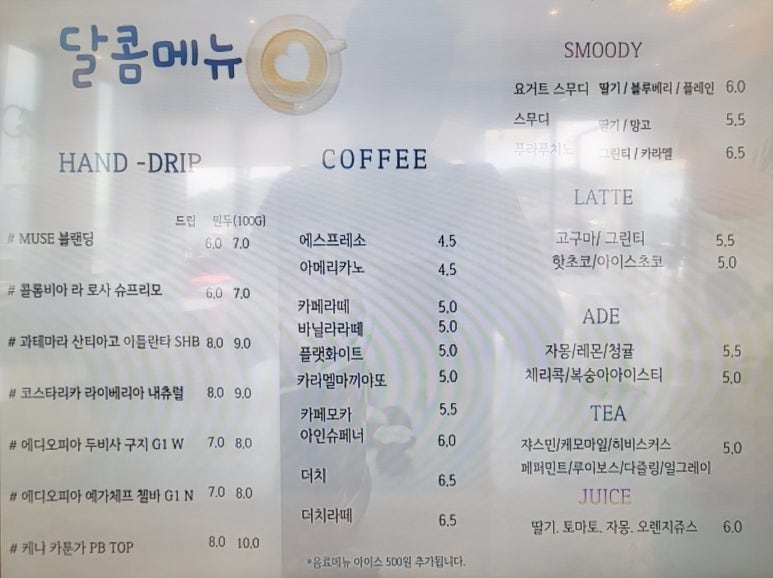 달콤메뉴
HAND -DRIP
드립 원두(100G)
# MUSE 블랜딩 6.0 7.0
# 콜롬비아 라 로사 슈프리모 6.0 7.0
# 과테마라 산티아고 이틀란타 SHB 8.0 9.0
# 코스타리카 라이베리아 내츄럴 8.0 9.0
# 에디오피아 두비사 구지 G1 W 7.0 8.0
# 에디오피아 예가체프 첼바 G1 N 7.0 8.0
# 케냐 카툰가 PB TOP 8.0 10.0
COFFEE
에스프레소 4.5
아메리카노 4.5
카페라떼 5.0
바닐라라떼 5.0
플랫화이트 5.0
카라멜마끼야또 5.0
카페모카 5.5
아인슈페너 6.0
더치 6.5
더치라떼 6.5
*음료메뉴 아이스 500원 추가됩니다.
SMOODY
요거트 스무디 딸기 / 블루베리 / 플레인 6.0
스무디 딸기 / 망고 5.5
푸라푸치노 그린티 / 카라멜 6.5
LATTE
고구마/ 그린티 5.5
핫초코/아이스초코 5.0
ADE
자몽/레몬/청귤 5.5
체리콕/복숭아아이스티 5.0
TEA
쟈스민/케모마일/히비스커스 5.0
페퍼민트/루이보스/다즐링/얼그레이
JUICE
딸기. 토마토. 자몽. 오렌지쥬스 6.0